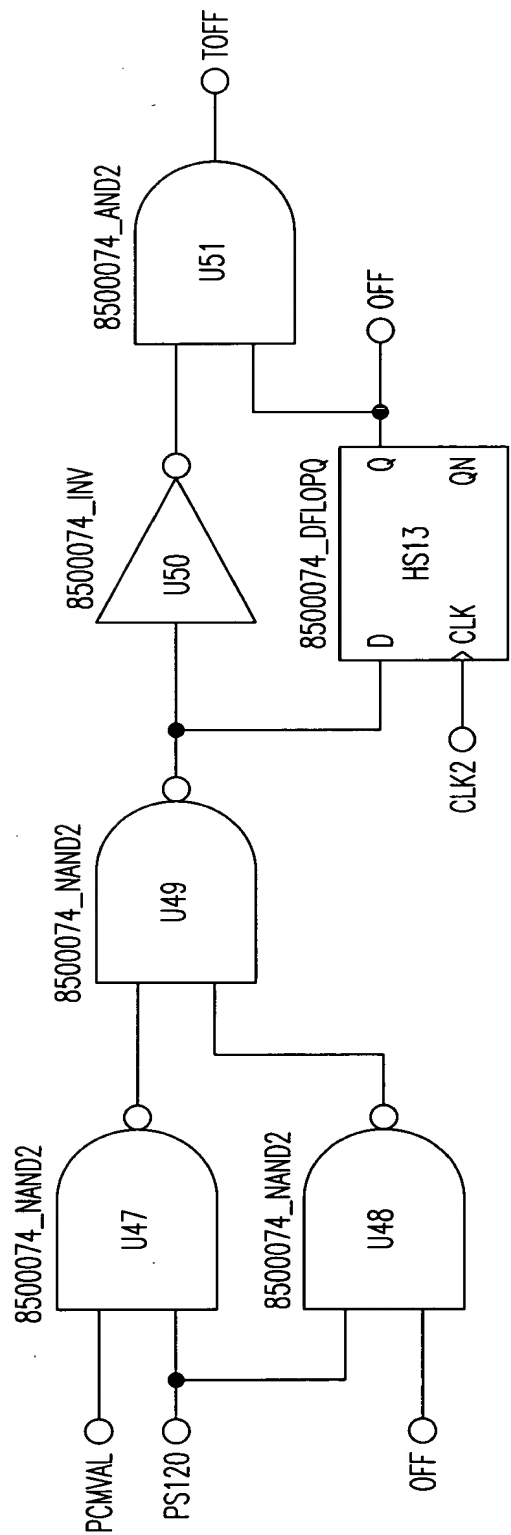 PCMVAL
PS120
OFF
8500074_NAND2
U47
8500074_NAND2
U48
8500074_NAND2
U49
8500074_INV
U50
8500074_DFLOPQ
D
Q
HS13
CLK
QN
CLK2
OFF
8500074_AND2
U51
TOFF